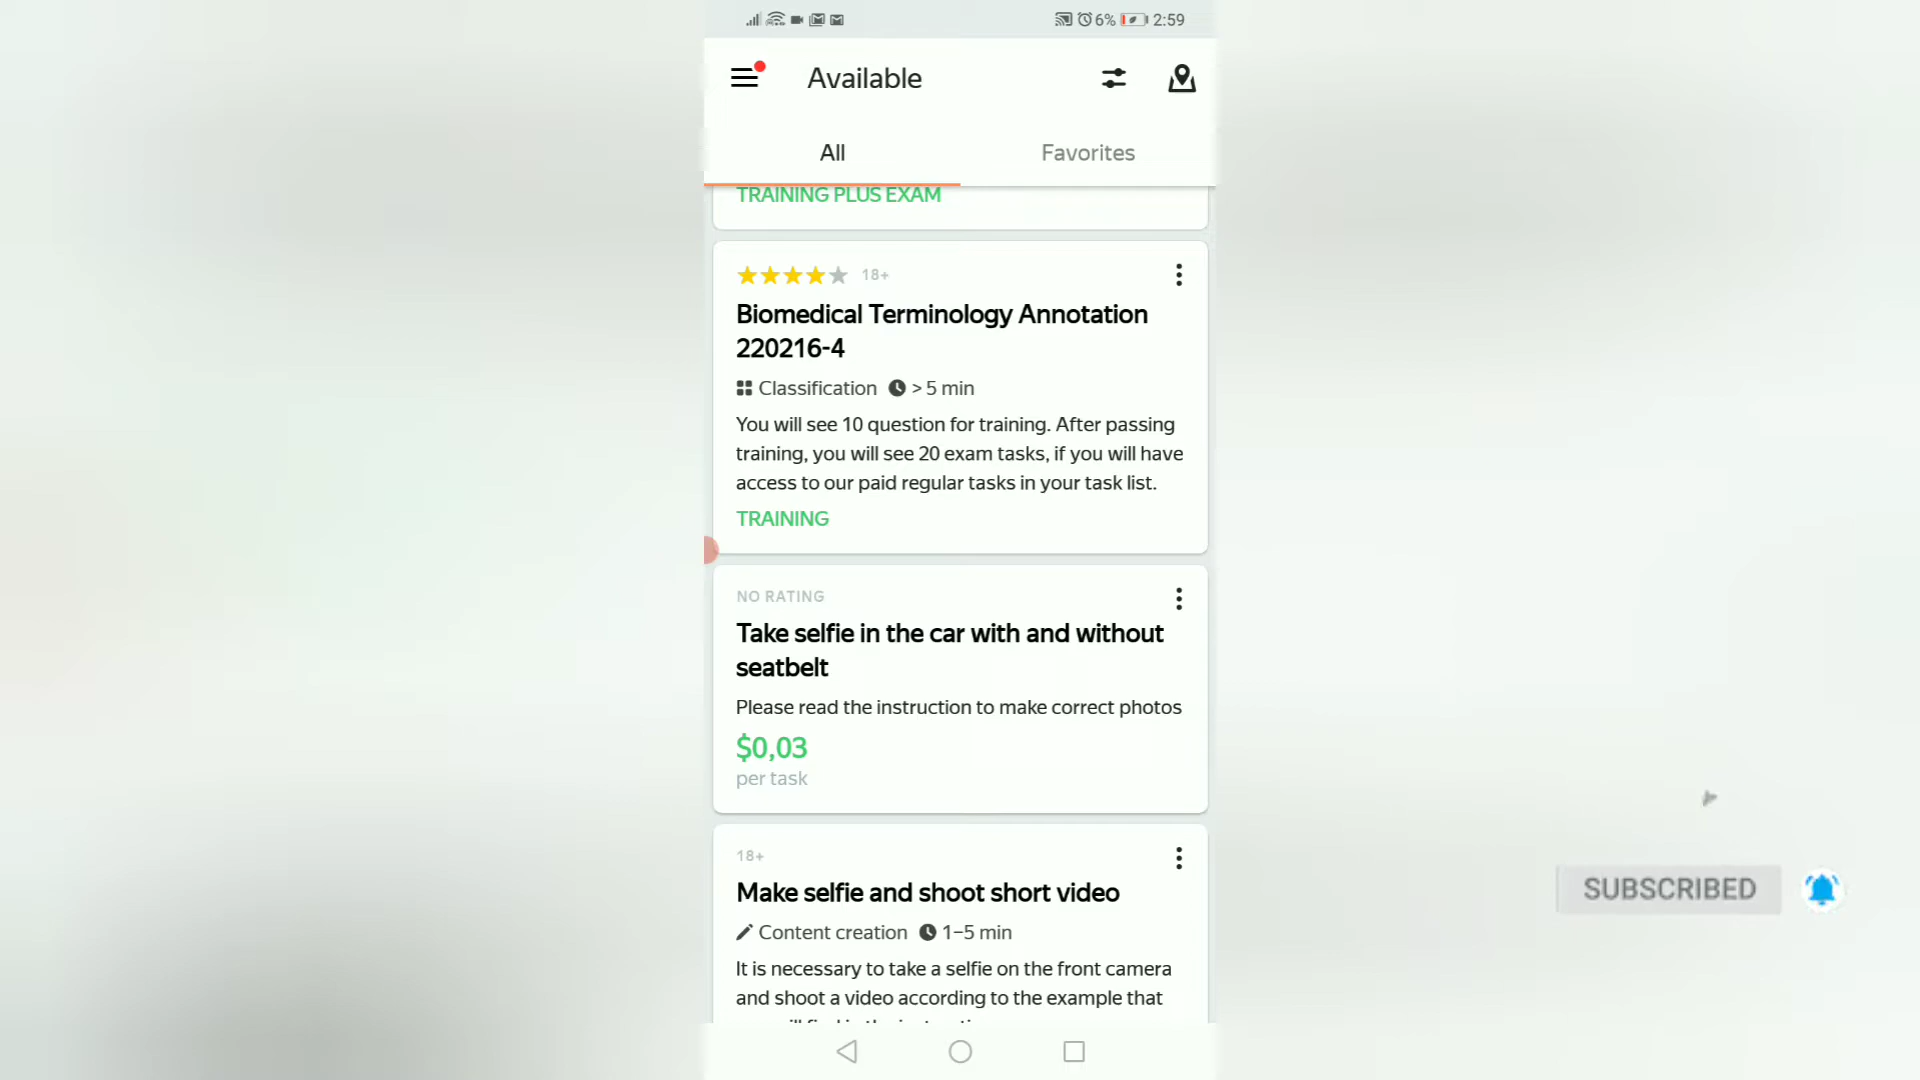 6% 2:59
Available
All Favorites
TRAINING PLUS EXAM
18+
Biomedical Terminology Annotation
220216-4
Classification > 5 min
You will see 10 question for training. After passing
training, you will see 20 exam tasks, if you will have
access to our paid regular tasks in your task list.
TRAINING
NO RATING
Take selfie in the car with and without
seatbelt
Please read the instruction to make correct photos
$0,03
per task
18+
Make selfie and shoot short video
Content creation 1–5 min
It is necessary to take a selfie on the front camera
and shoot a video according to the example that
SUBSCRIBED